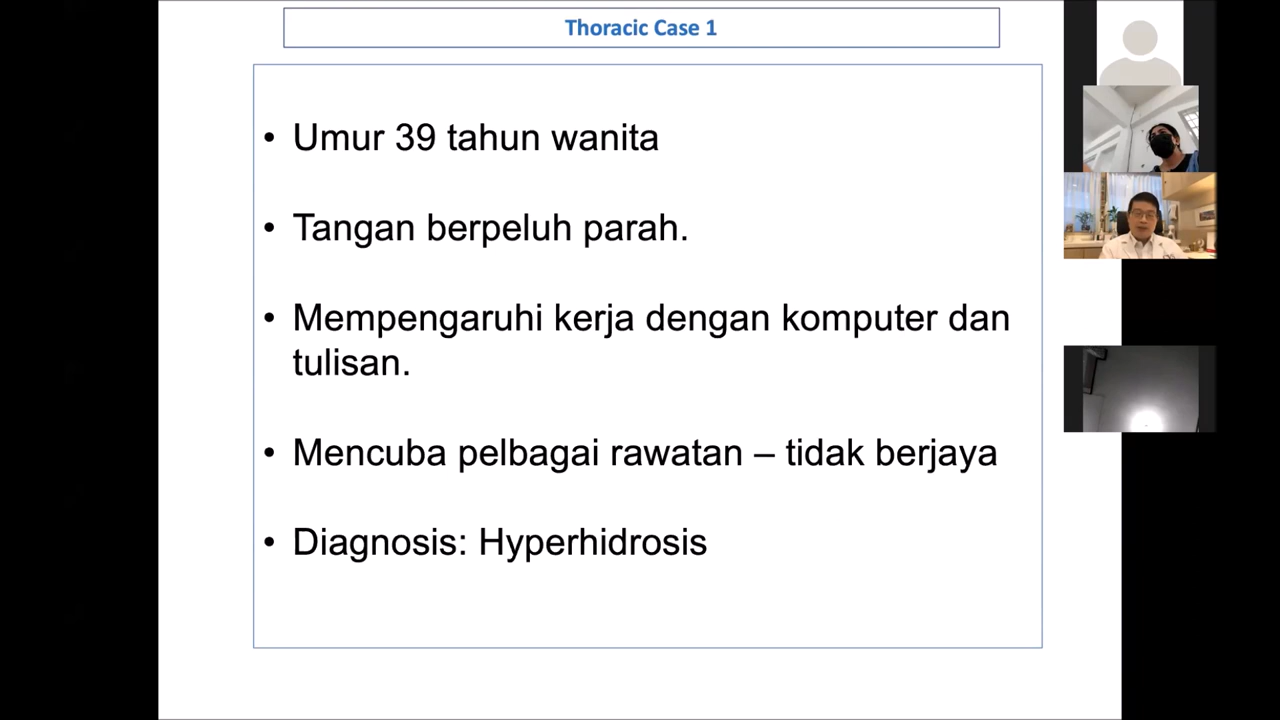 Thoracic Case 1
• Umur 39 tahun wanita
• Tangan berpeluh parah.
• Mempengaruhi kerja dengan komputer dan
tulisan.
• Mencuba pelbagai rawatan – tidak berjaya
• Diagnosis: Hyperhidrosis